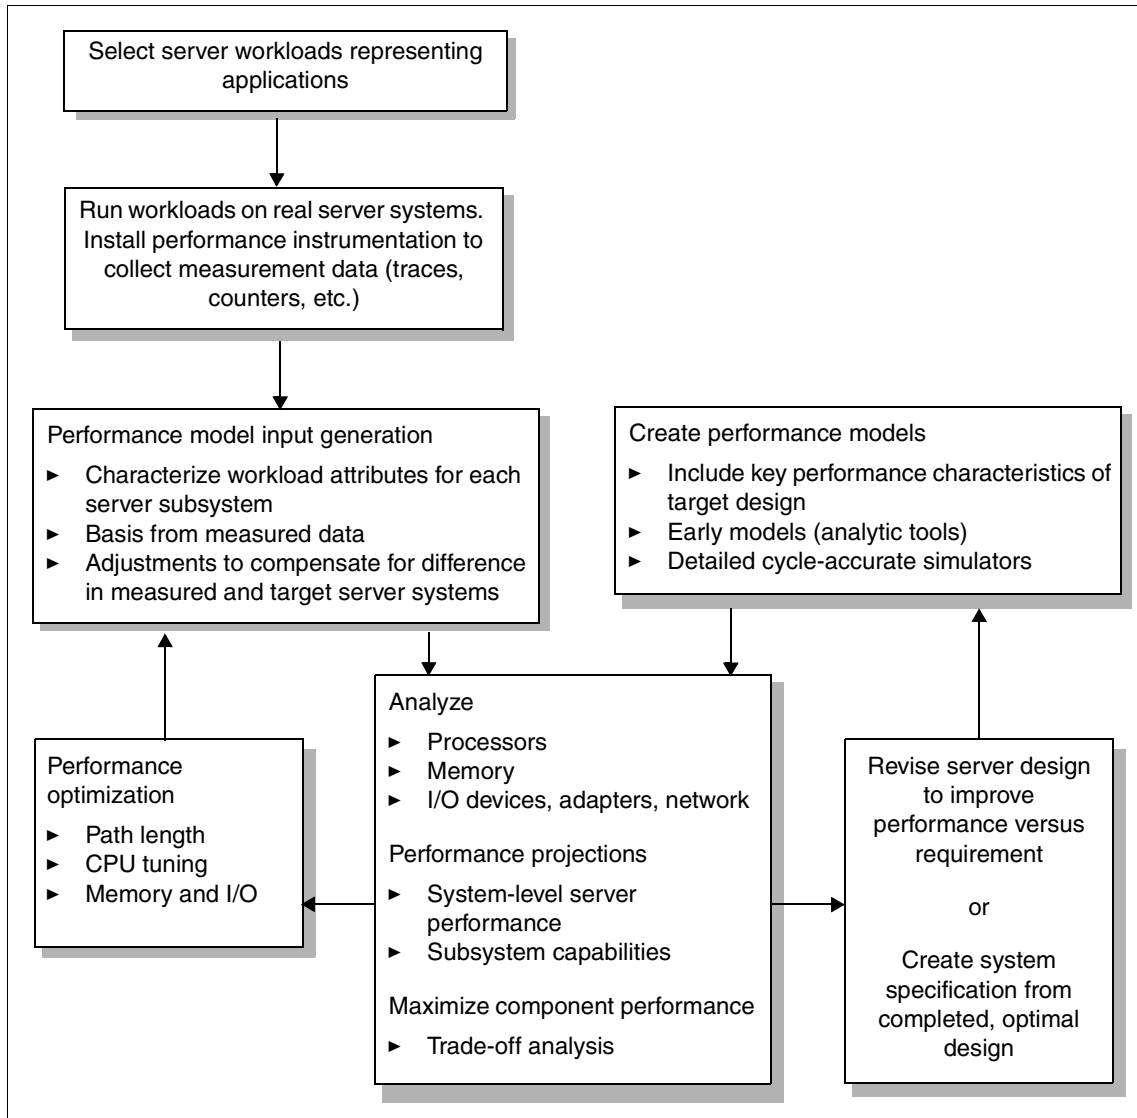 Select server workloads representing
applications
Run workloads on real server systems.
Install performance instrumentation to
collect measurement data (traces,
counters, etc.)
Performance model input generation
► Characterize workload attributes for each
server subsystem
► Basis from measured data
► Adjustments to compensate for difference
in measured and target server systems
Create performance models
► Include key performance characteristics of
target design
► Early models (analytic tools)
► Detailed cycle-accurate simulators
Performance
optimization
► Path length
► CPU tuning
► Memory and I/O
Analyze
► Processors
► Memory
► I/O devices, adapters, network
Performance projections
► System-level server
performance
► Subsystem capabilities
Maximize component performance
► Trade-off analysis
Revise server design
to improve
performance versus
requirement
or
Create system
specification from
completed, optimal
design